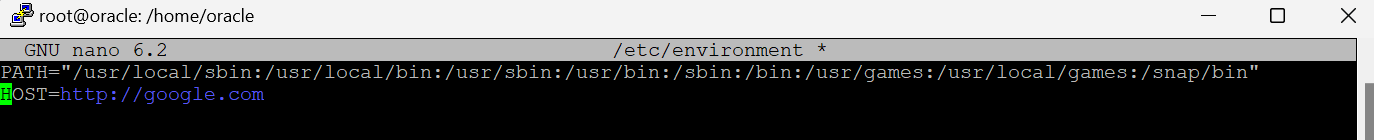 root@oracle: /home/oracle
GNU nano 6.2 /etc/environment *
PATH="/usr/local/sbin:/usr/local/bin:/usr/sbin:/usr/bin:/sbin:/bin:/usr/games:/usr/local/games:/snap/bin"
HOST=http://google.com